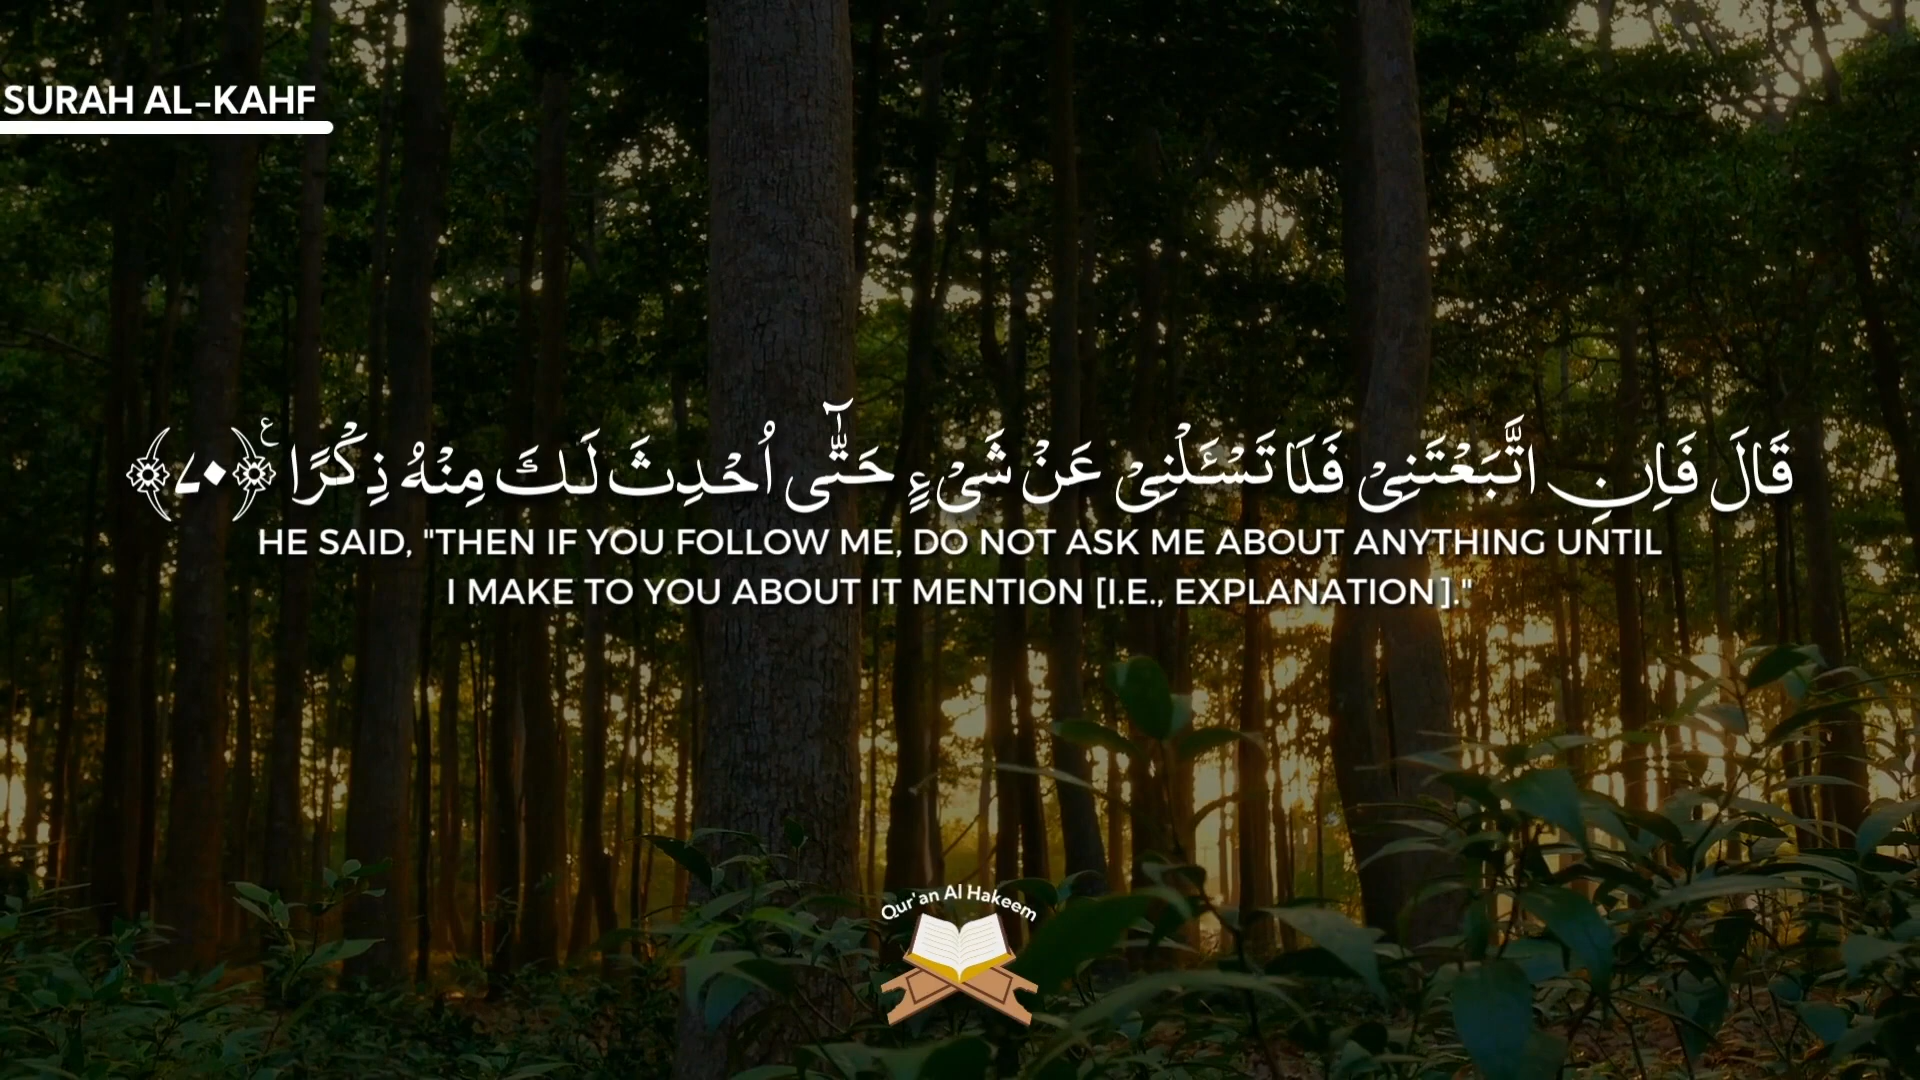 SURAH AL-KAHF
قَالَ فَاِنِ اتَّبَعْتَنِیْ فَلَا تَسْـَٔلْنِیْ عَنْ شَیْءٍ حَتّٰۤی اُحْدِثَ لَكَ مِنْهُ ذِكْرًا ع ﴿۷۰﴾
HE SAID, "THEN IF YOU FOLLOW ME, DO NOT ASK ME ABOUT ANYTHING UNTIL
I MAKE TO YOU ABOUT IT MENTION [I.E., EXPLANATION]."
Qur'an Al Hakeem